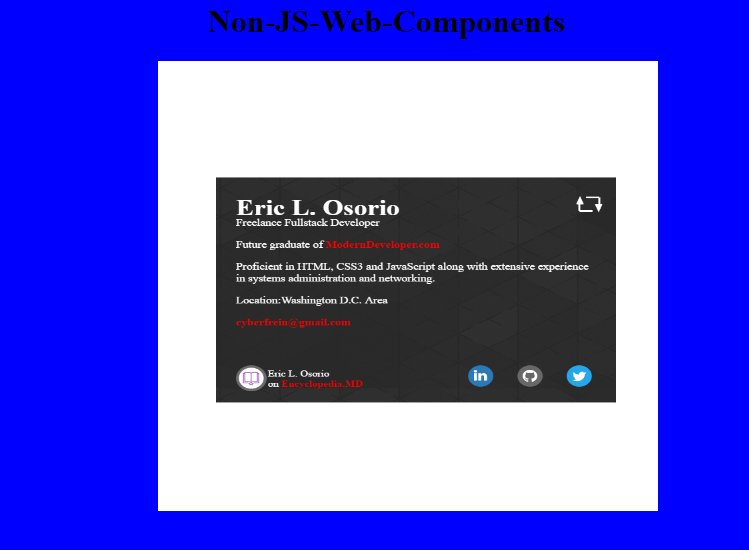 Non-JS-Web-Components
Eric L. Osorio
Freelance Fullstack Developer
Future graduate of ModernDeveloper.com
Proficient in HTML, CSS3 and JavaScript along with extensive experience
in systems administration and networking.
Location:Washington D.C. Area
cyberfrein@gmail.com
Eric L. Osorio
on Encyclopedia.MD
in